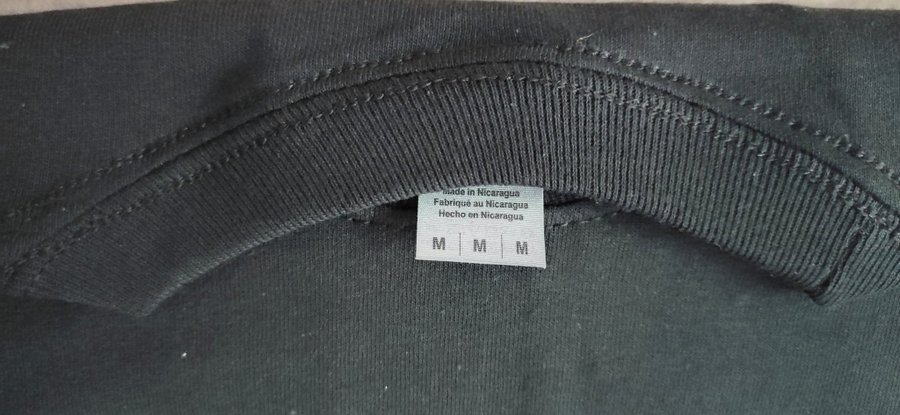 Made in Nicaragua
Fabriqué au Nicaragua
Hecho en Nicaragua
M | M | M